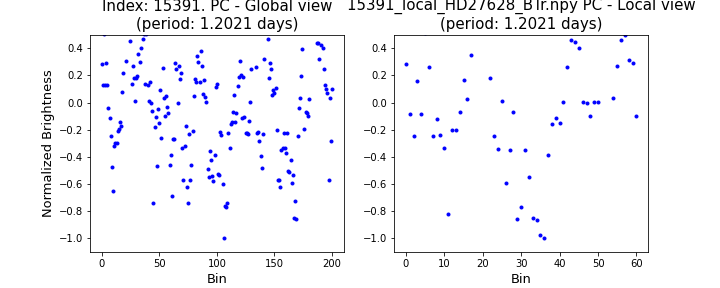 Index: 15391. PC - Global view
(period: 1.2021 days)
15391_local_HD27628_BTr.npy PC - Local view
(period: 1.2021 days)
Normalized Brightness
0.4
0.2
0.0
−0.2
−0.4
−0.6
−0.8
−1.0
0 50 100 150 200
Bin
0.4
0.2
0.0
−0.2
−0.4
−0.6
−0.8
−1.0
0 10 20 30 40 50 60
Bin